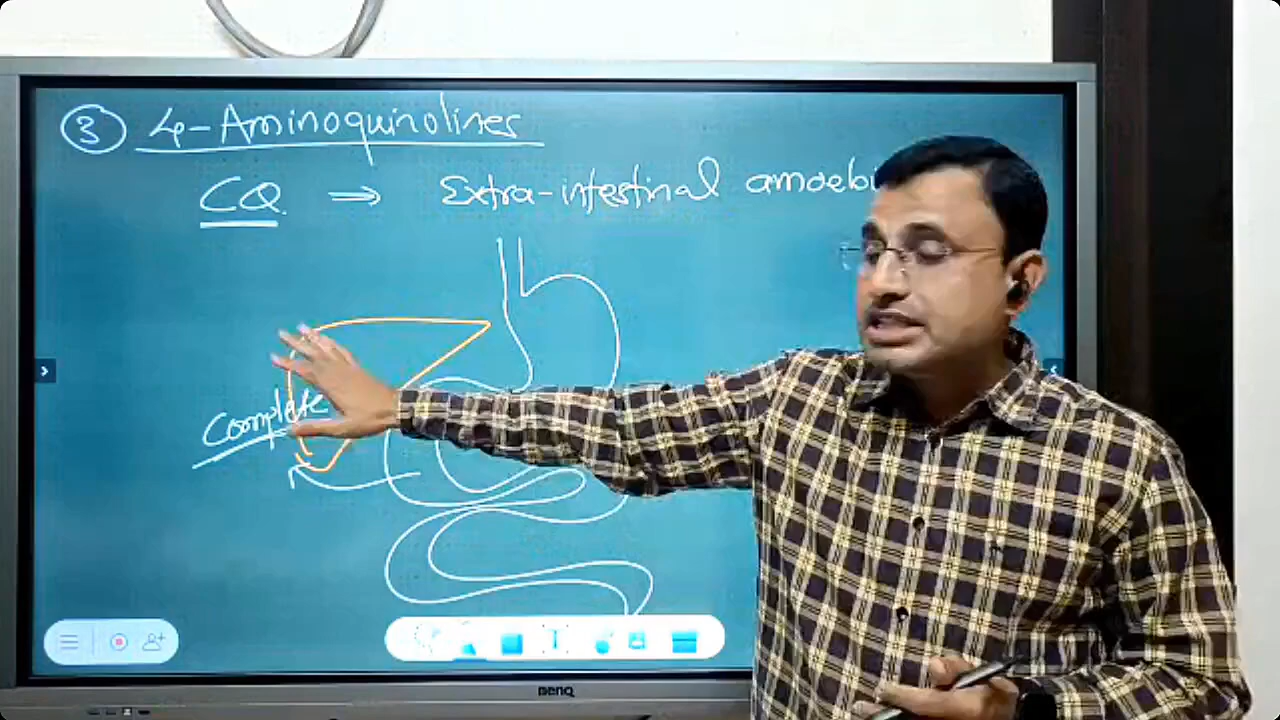 ③ 4-Aminoquinolines
CQ ⇒ Extra-intestinal amoebi
Complete
BENQ